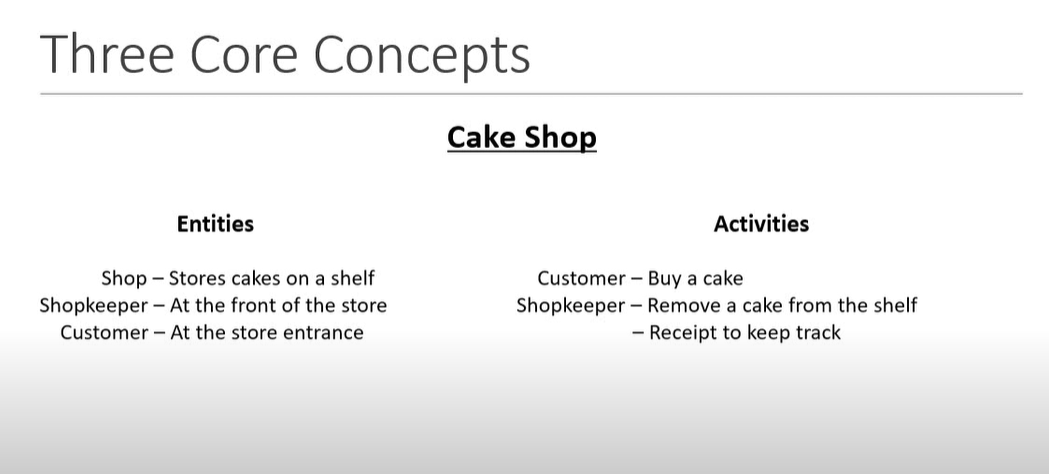 Three Core Concepts
Cake Shop
Entities
Shop – Stores cakes on a shelf
Shopkeeper – At the front of the store
Customer – At the store entrance
Activities
Customer – Buy a cake
Shopkeeper – Remove a cake from the shelf
– Receipt to keep track